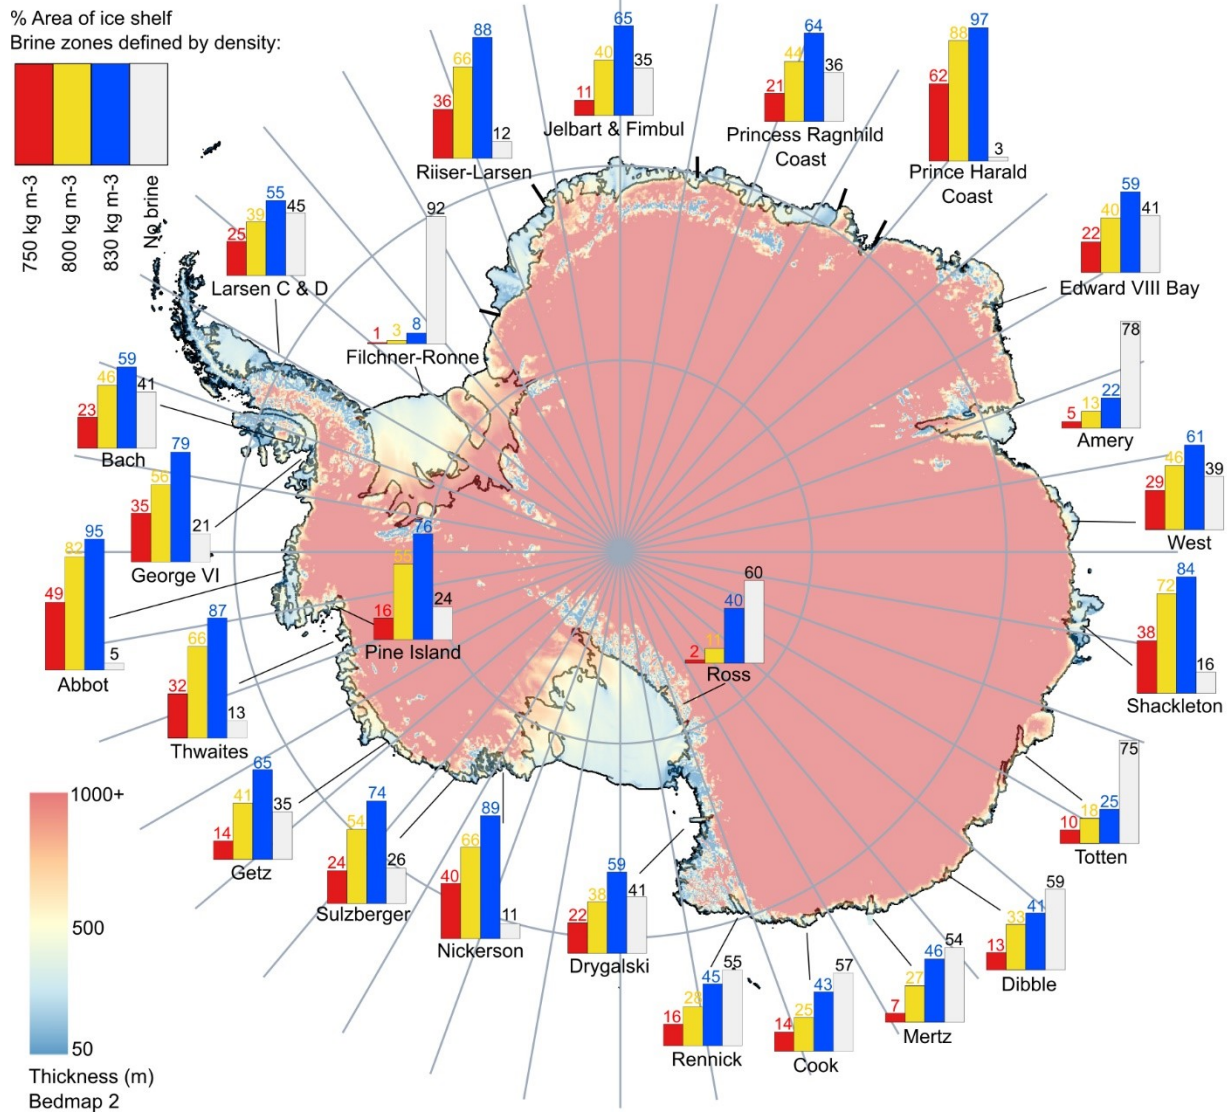 % Area of ice shelf
Brine zones defined by density:
750 kg m-3
800 kg m-3
830 kg m-3
No brine
36 66 88 12
Riiser-Larsen
11 40 65 35
Jelbart & Fimbul
21 44 64 36
Princess Ragnhild
Coast
62 88 97 3
Prince Harald
Coast
25 39 55 45
Larsen C & D
1 3 8 92
Filchner-Ronne
22 40 59 41
Edward VIII Bay
5 13 22 78
Amery
23 46 59 41
Bach
35 56 79 21
George VI
29 46 61 39
West
49 82 95 5
Abbot
16 76 24
Pine Island
2 11 40 60
Ross
38 72 84 16
Shackleton
32 66 87 13
Thwaites
10 18 25 75
Totten
14 41 65 35
Getz
24 54 74 26
Sulzberger
40 66 89 11
Nickerson
22 38 59 41
Drygalski
16 28 45 55
Rennick
14 25 43 57
Cook
7 27 46 54
Mertz
13 33 41 59
Dibble
1000+
500
50
Thickness (m)
Bedmap 2